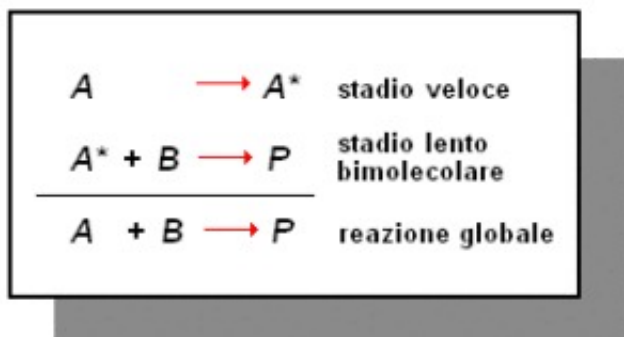 A → A* stadio veloce
A* + B → P stadio lento bimolecolare
A + B → P reazione globale